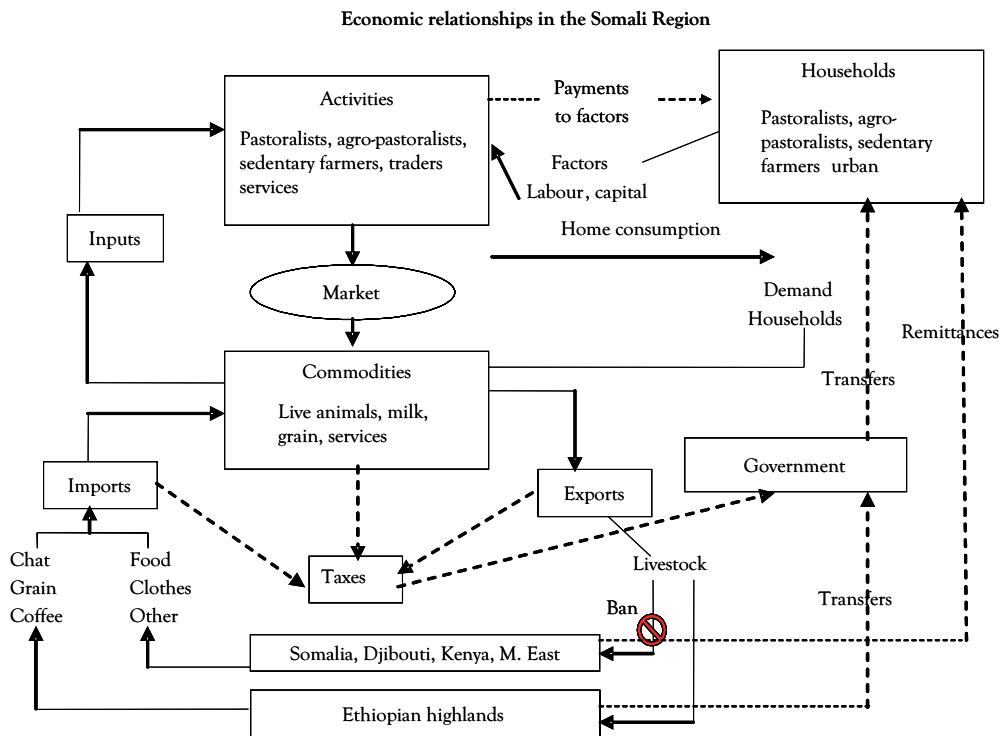 Economic relationships in the Somali Region
Activities
Pastoralists, agro-pastoralists,
sedentary farmers, traders
services
Payments
to factors
Households
Pastoralists, agro-
pastoralists, sedentary
farmers urban
Factors
Labour, capital
Inputs
Home consumption
Market
Demand
Households
Remittances
Commodities
Live animals, milk,
grain, services
Transfers
Imports
Exports
Government
Chat
Grain
Coffee
Food
Clothes
Other
Taxes
Livestock
Ban
Transfers
Somalia, Djibouti, Kenya, M. East
Ethiopian highlands